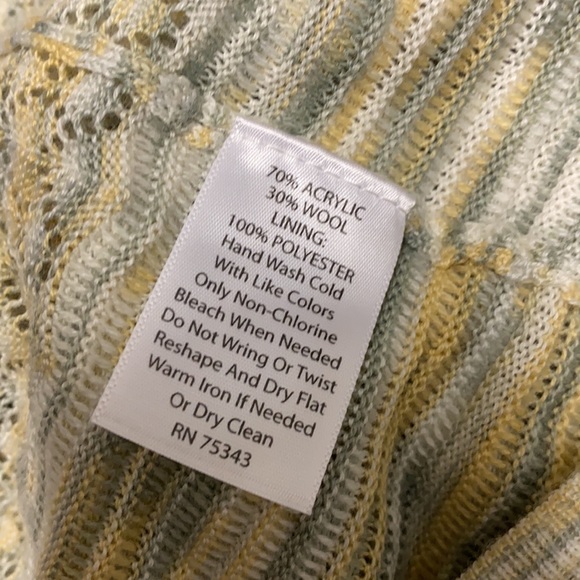 70% ACRYLIC
30% WOOL
LINING:
100% POLYESTER
Hand Wash Cold
With Like Colors
Only Non-Chlorine
Bleach When Needed
Do Not Wring Or Twist
Reshape And Dry Flat
Warm Iron If Needed
Or Dry Clean
RN 75343